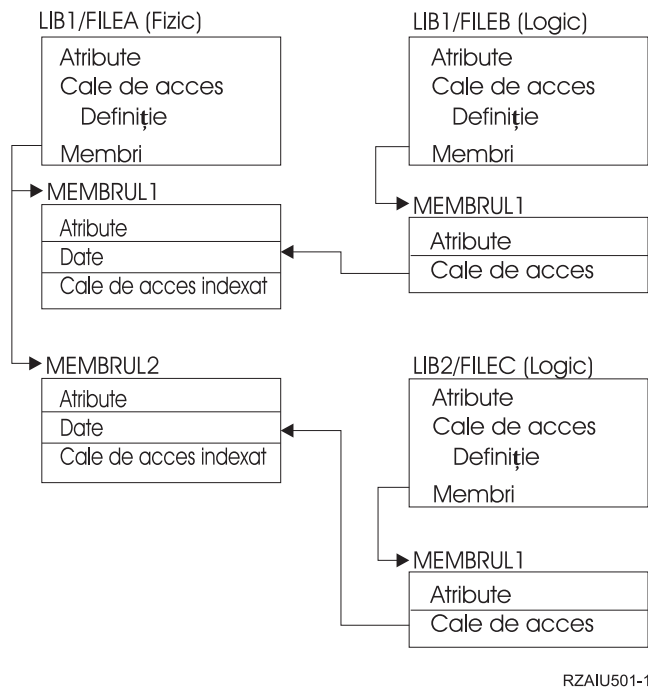 LIB1/FILEA (Fizic)
Atribute
Cale de acces
Definiție
Membri
MEMBRUL1
Atribute
Date
Cale de acces indexat
MEMBRUL2
Atribute
Date
Cale de acces indexat
LIB1/FILEB (Logic)
Atribute
Cale de acces
Definiție
Membri
MEMBRUL1
Atribute
Cale de acces
LIB2/FILEC (Logic)
Atribute
Cale de acces
Definiție
Membri
MEMBRUL1
Atribute
Cale de acces
RZAIU501-1